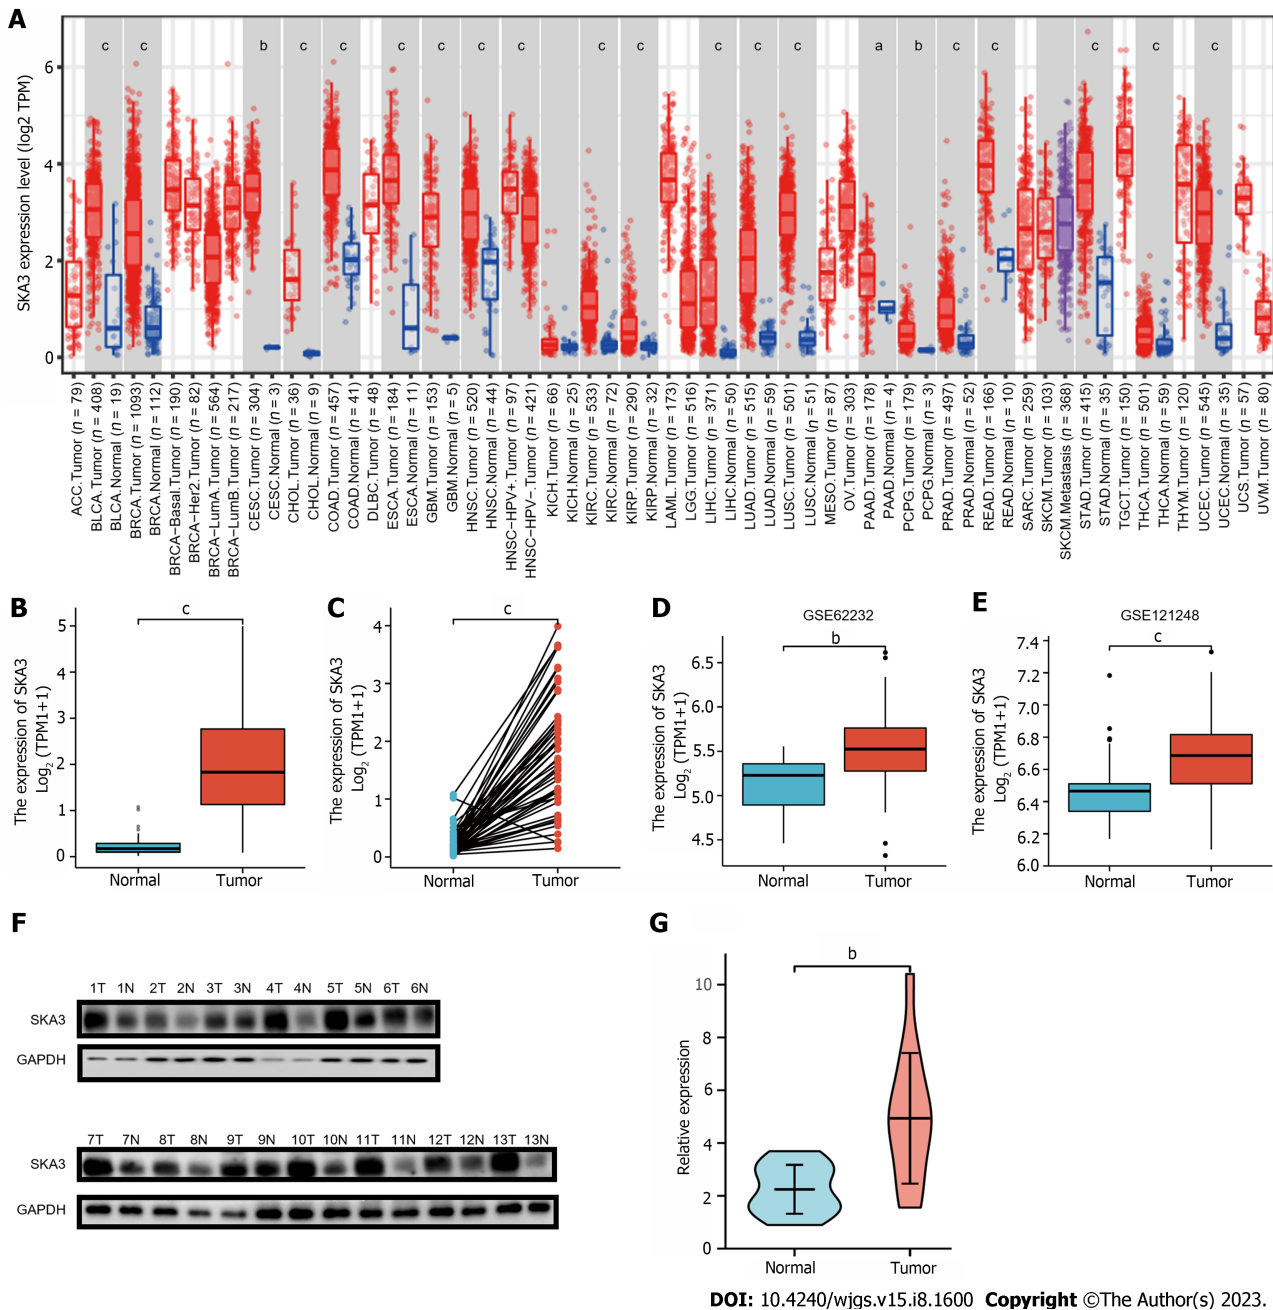 A
SKA3 expression level (log2 TPM)
6
4
2
0
c c b c c c c c c c c c c c a b c c c c c
ACC.Tumor (n = 79)
BLCA.Tumor (n = 408)
BLCA.Normal (n = 19)
BRCA.Tumor (n = 1093)
BRCA.Normal (n = 112)
BRCA-Basal.Tumor (n = 190)
BRCA-Her2.Tumor (n = 82)
BRCA-LumA.Tumor (n = 564)
BRCA-LumB.Tumor (n = 217)
CESC.Tumor (n = 304)
CESC.Normal (n = 3)
CHOL.Tumor (n = 36)
CHOL.Normal (n = 9)
COAD.Tumor (n = 457)
COAD.Normal (n = 41)
DLBC.Tumor (n = 48)
ESCA.Tumor (n = 184)
ESCA.Normal (n = 11)
GBM.Tumor (n = 153)
GBM.Normal (n = 5)
HNSC.Tumor (n = 520)
HNSC.Normal (n = 44)
HNSC-HPV+.Tumor (n = 97)
HNSC-HPV-.Tumor (n = 421)
KICH.Tumor (n = 66)
KICH.Normal (n = 25)
KIRC.Tumor (n = 533)
KIRC.Normal (n = 72)
KIRP.Tumor (n = 290)
KIRP.Normal (n = 32)
LAML.Tumor (n = 173)
LGG.Tumor (n = 516)
LIHC.Tumor (n = 371)
LIHC.Normal (n = 50)
LUAD.Tumor (n = 515)
LUAD.Normal (n = 59)
LUSC.Tumor (n = 501)
LUSC.Normal (n = 51)
MESO.Tumor (n = 87)
OV.Tumor (n = 303)
PAAD.Tumor (n = 178)
PAAD.Normal (n = 4)
PCPG.Tumor (n = 179)
PCPG.Normal (n = 3)
PRAD.Tumor (n = 497)
PRAD.Normal (n = 52)
READ.Tumor (n = 166)
READ.Normal (n = 10)
SARC.Tumor (n = 259)
SKCM.Tumor (n = 103)
SKCM.Metastasis (n = 368)
STAD.Tumor (n = 415)
STAD.Normal (n = 35)
TGCT.Tumor (n = 150)
THCA.Tumor (n = 501)
THCA.Normal (n = 59)
THYM.Tumor (n = 120)
UCEC.Tumor (n = 545)
UCEC.Normal (n = 35)
UCS.Tumor (n = 57)
UVM.Tumor (n = 80)
B
The expression of SKA3
Log2 (TPM1+1)
c
5
4
3
2
1
0
Normal Tumor
C
The expression of SKA3
Log2 (TPM1+1)
c
4
3
2
1
0
Normal Tumor
D
GSE62232
The expression of SKA3
Log2 (TPM1+1)
b
6.5
6.0
5.5
5.0
4.5
Normal Tumor
E
GSE121248
The expression of SKA3
Log2 (TPM1+1)
c
7.4
7.2
7.0
6.8
6.6
6.4
6.2
6.0
Normal Tumor
F
1T 1N 2T 2N 3T 3N 4T 4N 5T 5N 6T 6N
SKA3
GAPDH
7T 7N 8T 8N 9T 9N 10T 10N 11T 11N 12T 12N 13T 13N
SKA3
GAPDH
G
Relative expression
b
10
8
6
4
2
0
Normal Tumor
DOI: 10.4240/wjgs.v15.i8.1600 Copyright ©The Author(s) 2023.